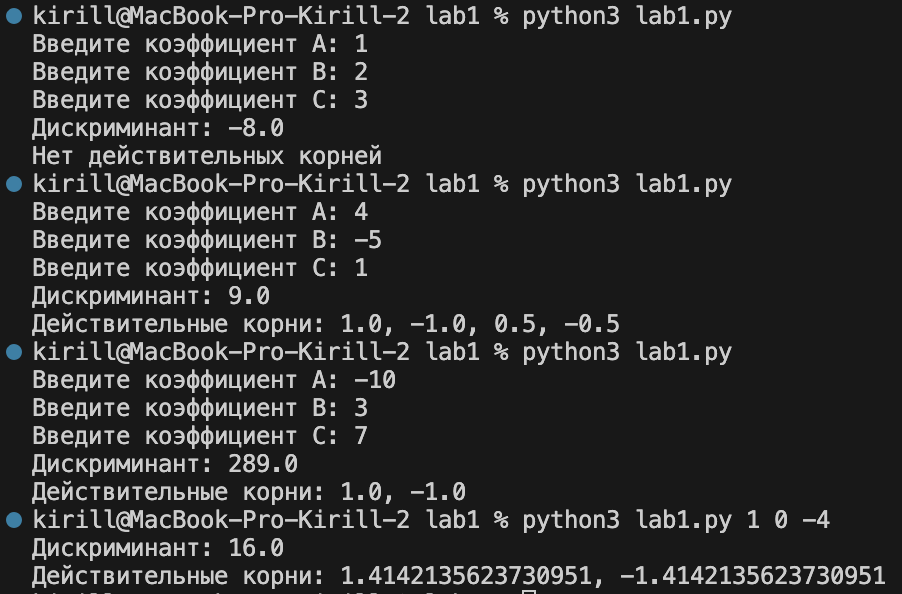 kirill@MacBook-Pro-Kirill-2 lab1 % python3 lab1.py
Введите коэффициент A: 1
Введите коэффициент B: 2
Введите коэффициент C: 3
Дискриминант: -8.0
Нет действительных корней
kirill@MacBook-Pro-Kirill-2 lab1 % python3 lab1.py
Введите коэффициент A: 4
Введите коэффициент B: -5
Введите коэффициент C: 1
Дискриминант: 9.0
Действительные корни: 1.0, -1.0, 0.5, -0.5
kirill@MacBook-Pro-Kirill-2 lab1 % python3 lab1.py
Введите коэффициент A: -10
Введите коэффициент B: 3
Введите коэффициент C: 7
Дискриминант: 289.0
Действительные корни: 1.0, -1.0
kirill@MacBook-Pro-Kirill-2 lab1 % python3 lab1.py 1 0 -4
Дискриминант: 16.0
Действительные корни: 1.4142135623730951, -1.4142135623730951